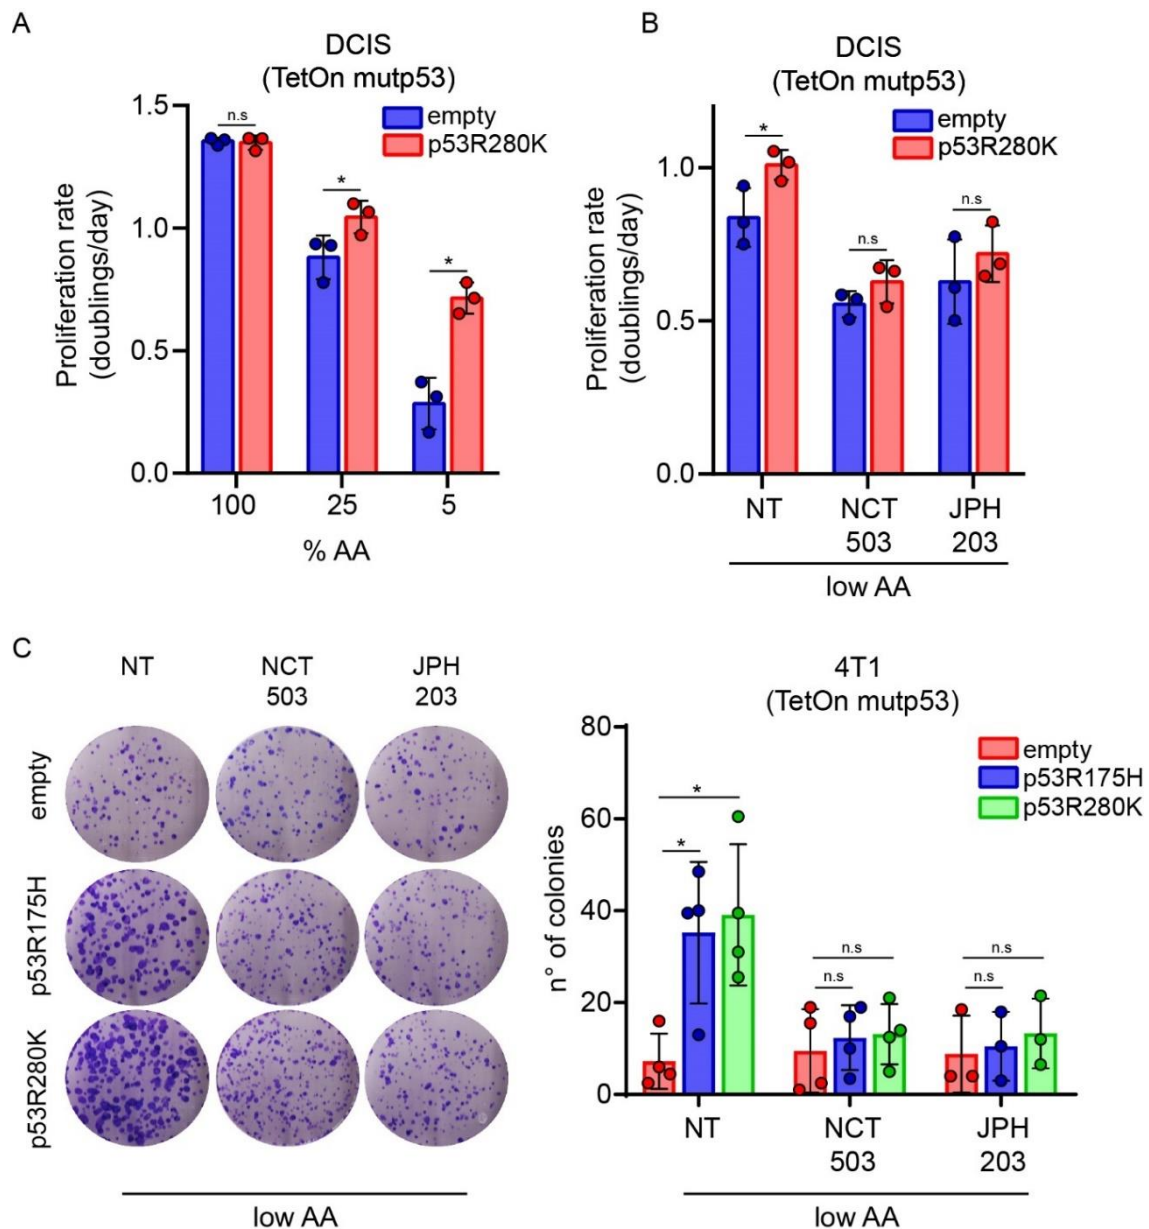 A
DCIS
(TetOn mutp53)
empty
p53R280K
Proliferation rate
(doublings/day)
1.5
1.0
0.5
0.0
n.s
*
*
100 25 5
% AA
B
DCIS
(TetOn mutp53)
empty
p53R280K
Proliferation rate
(doublings/day)
1.0
0.5
0.0
*
n.s
n.s
NT NCT JPH
503 203
low AA
C
NT NCT JPH
503 203
empty
p53R175H
p53R280K
low AA
4T1
(TetOn mutp53)
empty
p53R175H
p53R280K
n° of colonies
80
60
40
20
0
*
*
n.s
n.s
n.s
n.s
NT NCT JPH
503 203
low AA